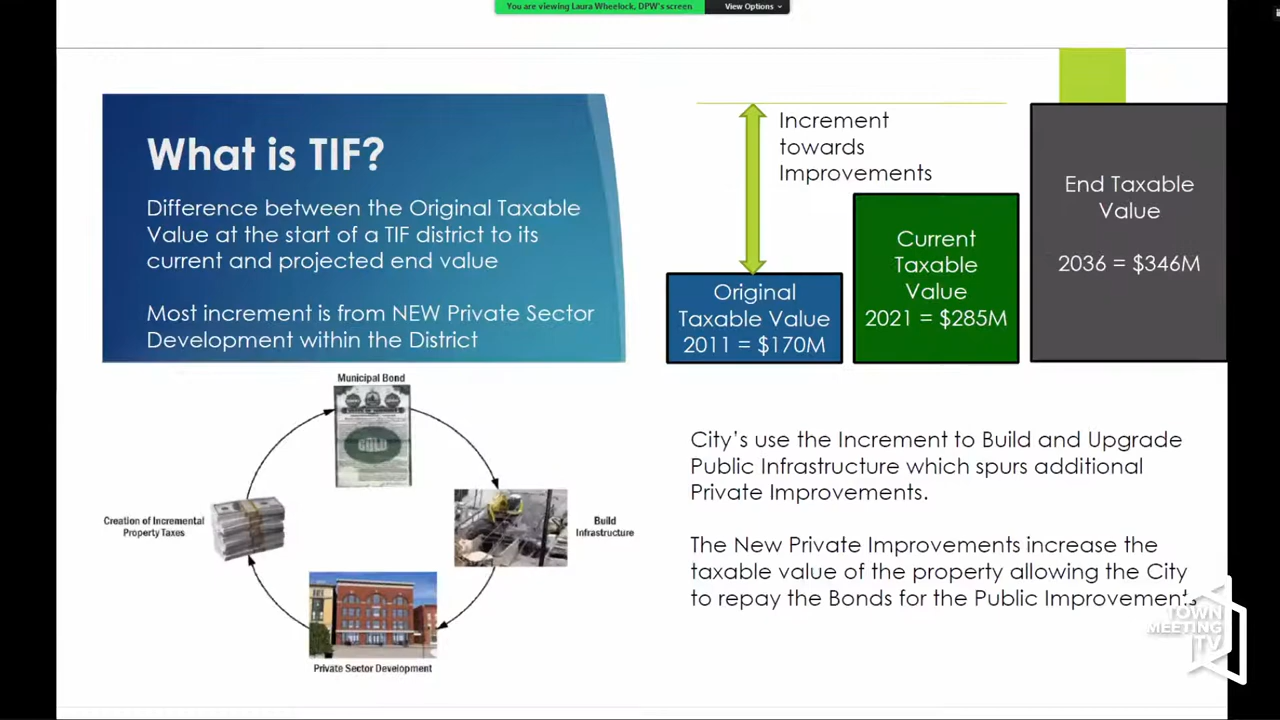 You are viewing Laura Wheelock, DPW's screen
View Options
What is TIF?
Difference between the Original Taxable
Value at the start of a TIF district to its
current and projected end value
Most increment is from NEW Private Sector
Development within the District
Increment
towards
Improvements
Original
Taxable Value
2011 = $170M
Current
Taxable
Value
2021 = $285M
End Taxable
Value
2036 = $346M
Municipal Bond
GOLD
Build
Infrastructure
Private Sector Development
Creation of Incremental
Property Taxes
City's use the Increment to Build and Upgrade
Public Infrastructure which spurs additional
Private Improvements.
The New Private Improvements increase the
taxable value of the property allowing the City
to repay the Bonds for the Public Improvements
TOWN
MEETING
TV